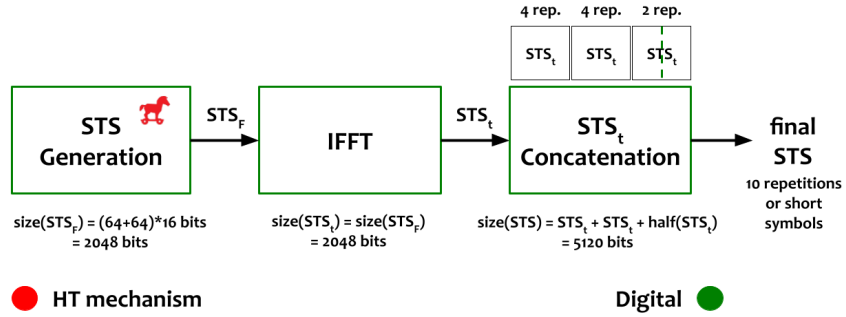 4 rep. 4 rep. 2 rep.
STSt STSt STSt
STS
Generation
STSF
IFFT
STSt
STSt
Concatenation
final
STS
10 repetitions
or short
symbols
size(STSF) = (64+64)*16 bits
= 2048 bits
size(STSt) = size(STSF)
= 2048 bits
size(STS) = STSt + STSt + half(STSt)
= 5120 bits
HT mechanism
Digital